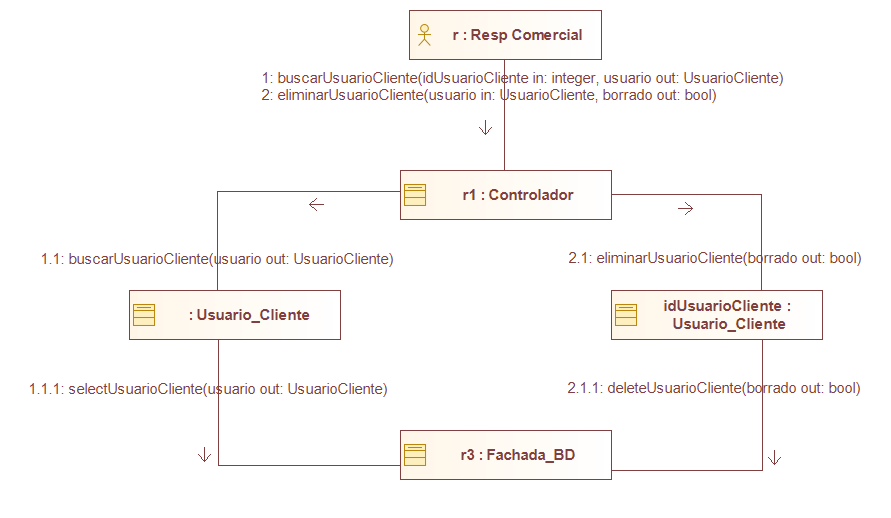 r : Resp Comercial
1: buscarUsuarioCliente(idUsuarioCliente in: integer, usuario out: UsuarioCliente)
2: eliminarUsuarioCliente(usuario in: UsuarioCliente, borrado out: bool)
r1 : Controlador
1.1: buscarUsuarioCliente(usuario out: UsuarioCliente)
2.1: eliminarUsuarioCliente(borrado out: bool)
: Usuario_Cliente
idUsuarioCliente :
Usuario_Cliente
1.1.1: selectUsuarioCliente(usuario out: UsuarioCliente)
2.1.1: deleteUsuarioCliente(borrado out: bool)
r3 : Fachada_BD